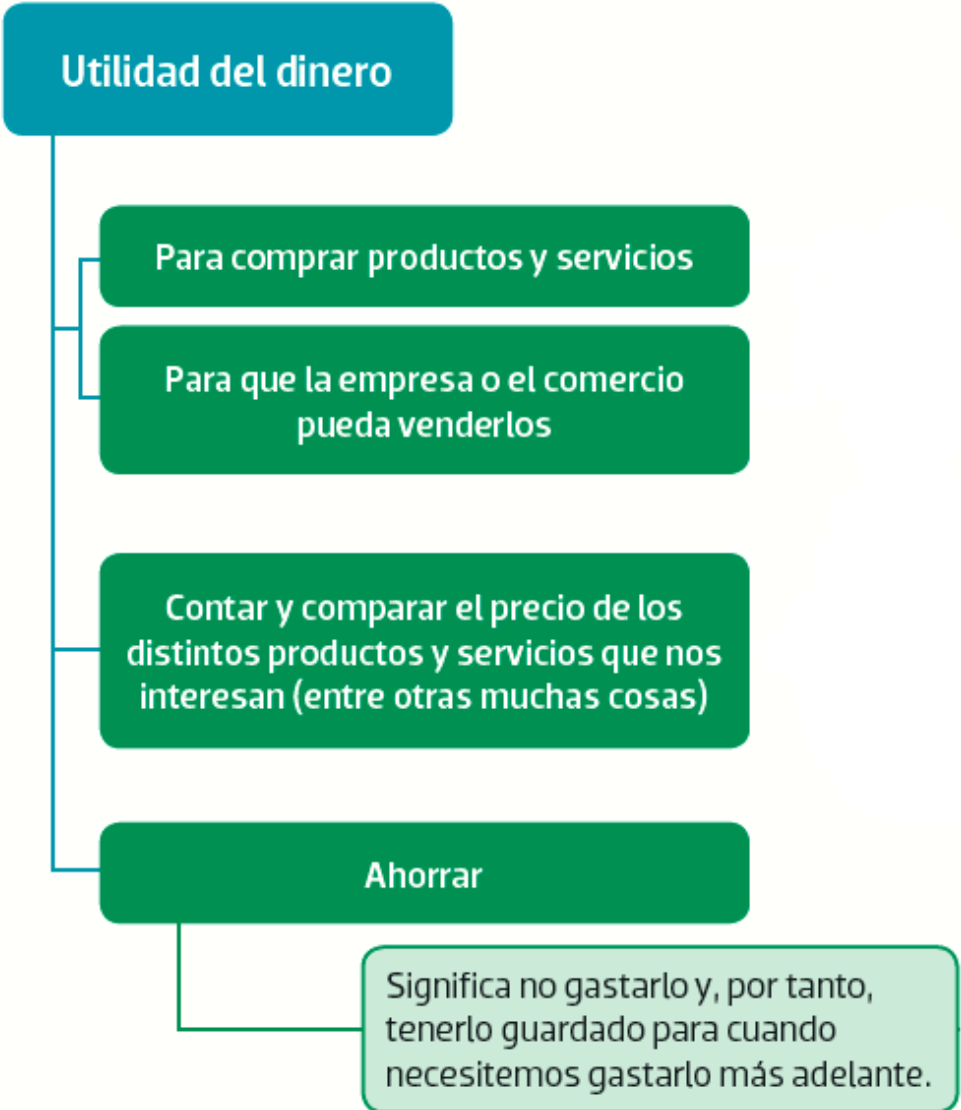 Utilidad del dinero
Para comprar productos y servicios
Para que la empresa o el comercio
pueda venderlos
Contar y comparar el precio de los
distintos productos y servicios que nos
interesan (entre otras muchas cosas)
Ahorrar
Significa no gastarlo y, por tanto,
tenerlo guardado para cuando
necesitemos gastarlo más adelante.